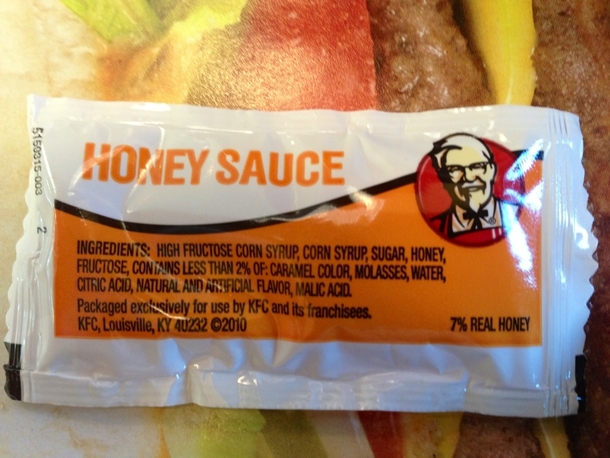 HONEY SAUCE
INGREDIENTS: HIGH FRUCTOSE CORN SYRUP, CORN SYRUP, SUGAR, HONEY,
FRUCTOSE, CONTAINS LESS THAN 2% OF: CARAMEL COLOR, MOLASSES, WATER,
CITRIC ACID, NATURAL AND ARTIFICIAL FLAVOR, MALIC ACID.
Packaged exclusively for use by KFC and its franchisees.
KFC, Louisville, KY 40232 ©2010
7% REAL HONEY
5150315-003 2